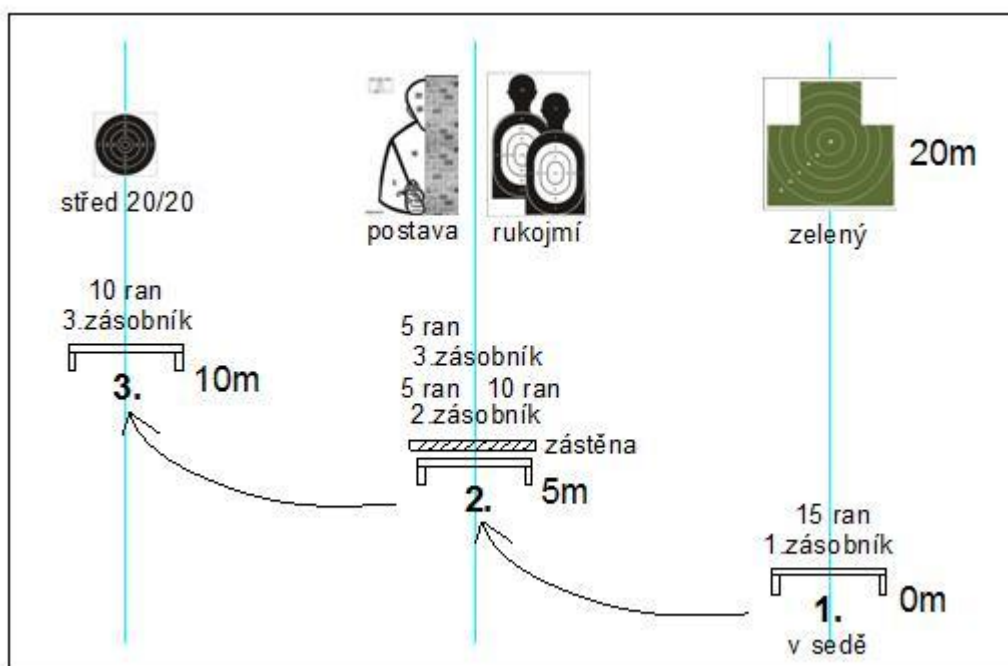 20m
střed 20/20
postava
rukojmí
zelený
10 ran
3.zásobník
3.
10m
5 ran
3.zásobník
5 ran 10 ran
2.zásobník
zástěna
2.
5m
15 ran
1.zásobník
1.
0m
v sedě